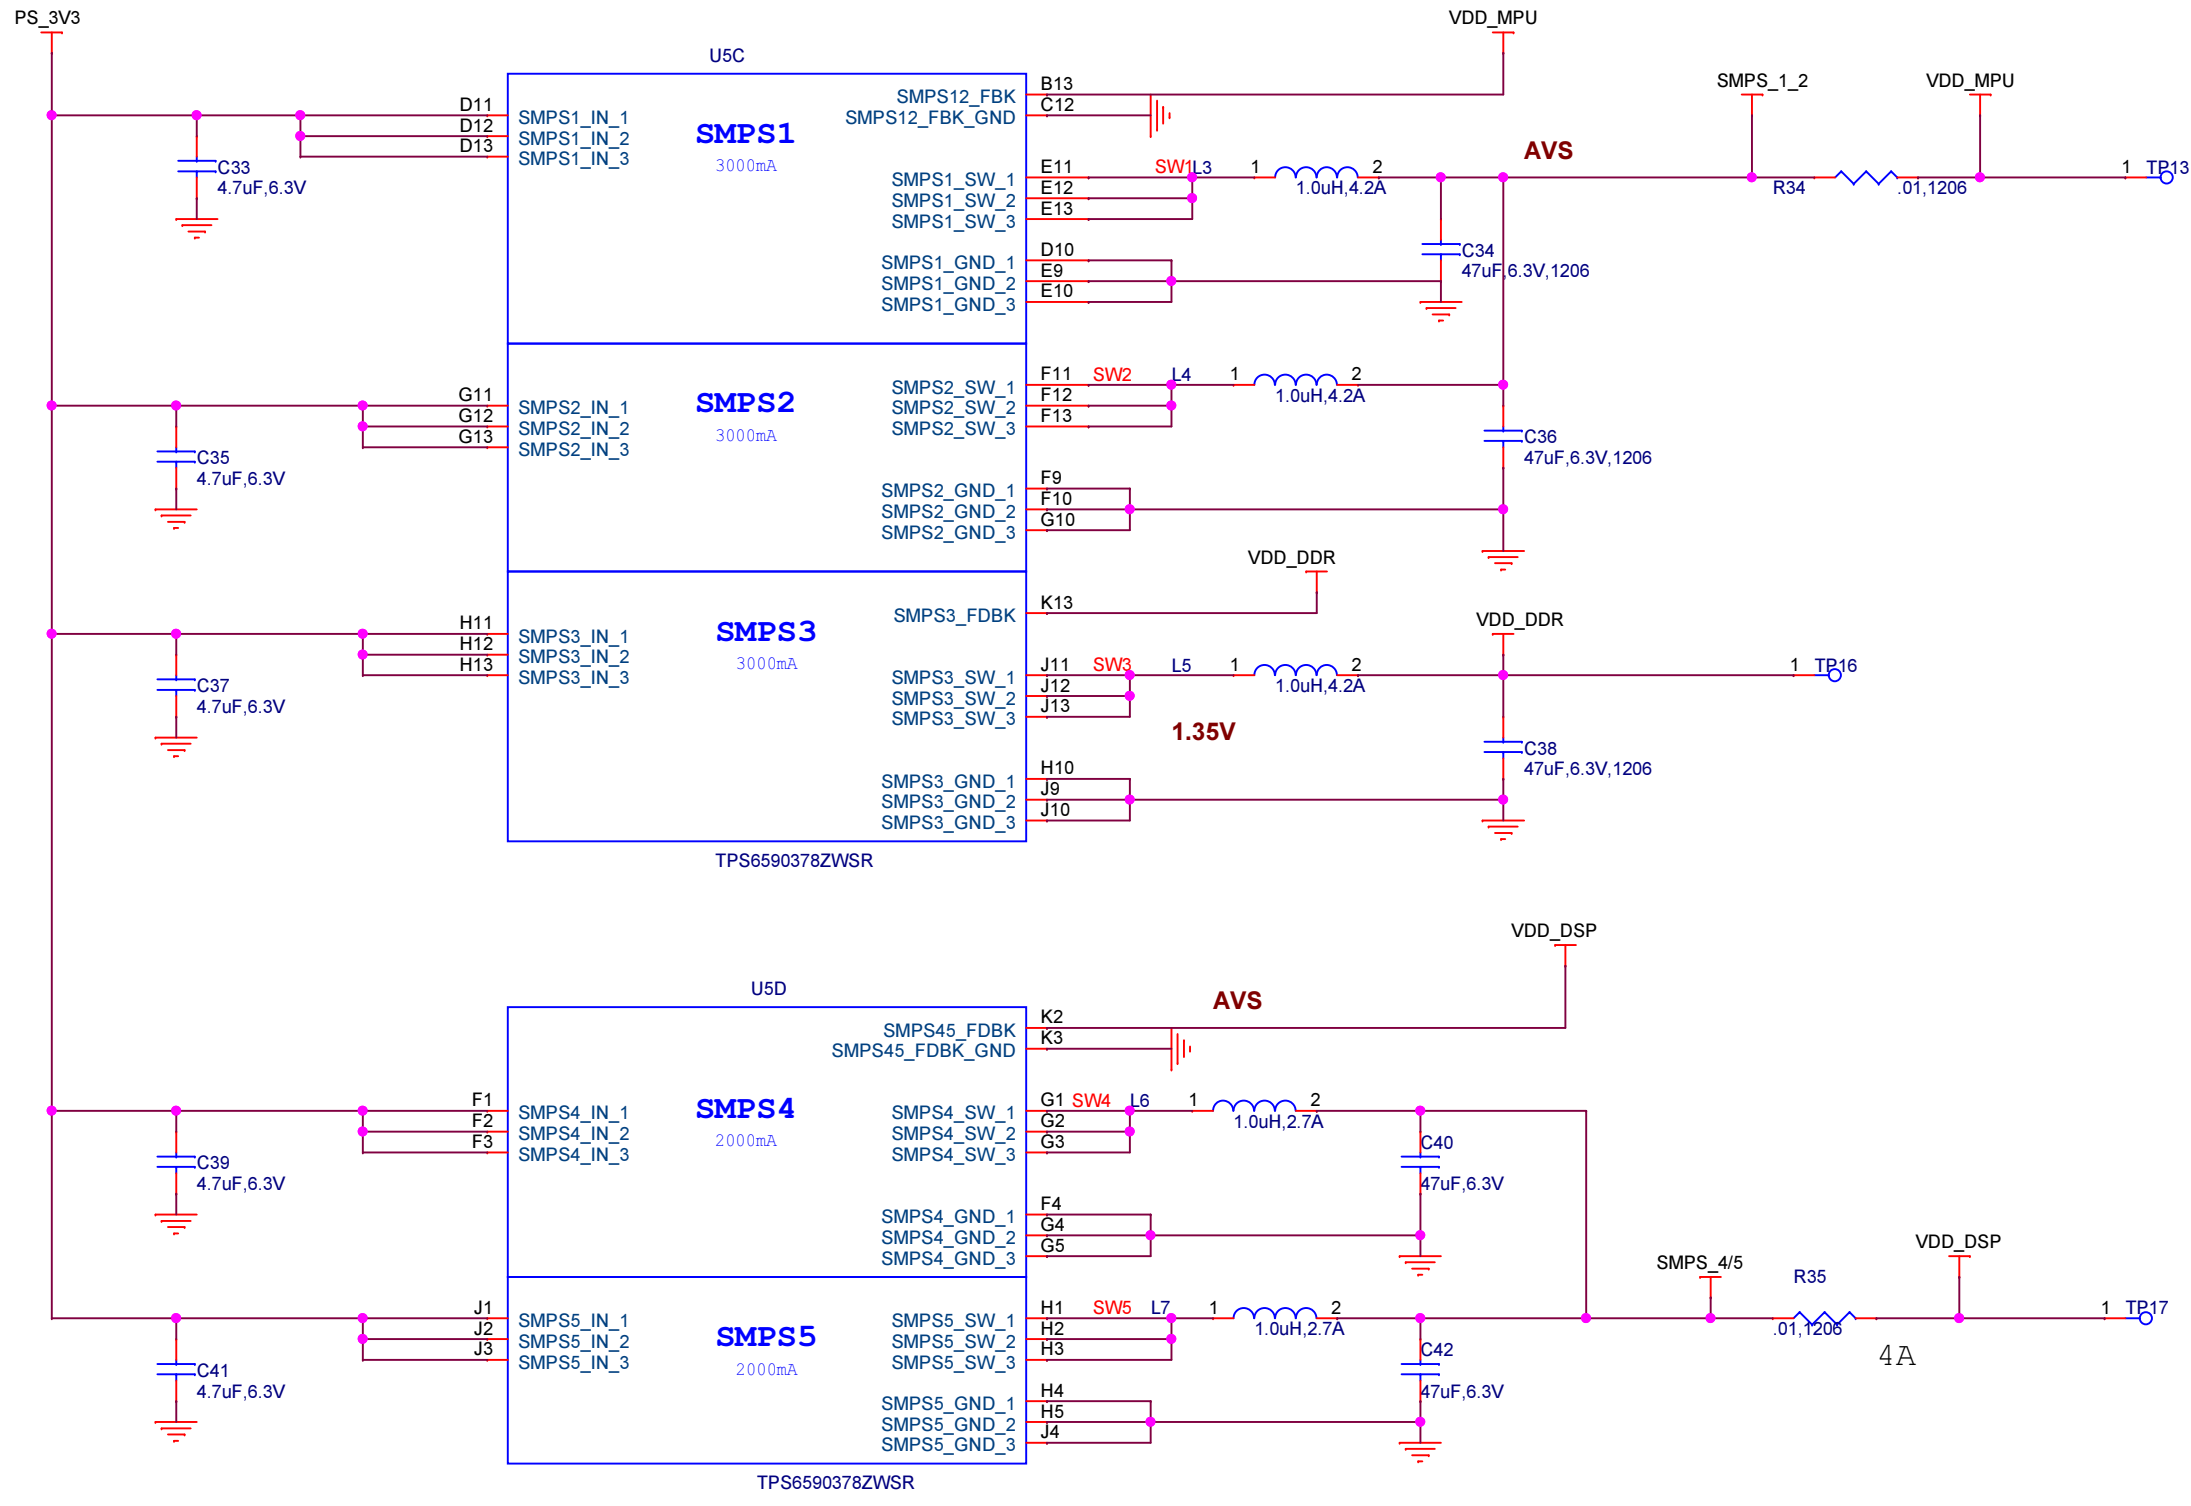 PS_3V3
VDD_MPU
U5C
B13
SMPS12_FBK
C12
SMPS12_FBK_GND
SMPS_1_2
VDD_MPU
D11
SMPS1_IN_1
D12
SMPS1_IN_2
D13
SMPS1_IN_3
SMPS1
3000mA
C33
4.7uF,6.3V
AVS
E11
SMPS1_SW_1
E12
SMPS1_SW_2
E13
SMPS1_SW_3
SW1
L3
1
2
1.0uH,4.2A
R34
.01,1206
1
TP13
D10
SMPS1_GND_1
E9
SMPS1_GND_2
E10
SMPS1_GND_3
C34
47uF,6.3V,1206
G11
SMPS2_IN_1
G12
SMPS2_IN_2
G13
SMPS2_IN_3
SMPS2
3000mA
C35
4.7uF,6.3V
F11
SMPS2_SW_1
F12
SMPS2_SW_2
F13
SMPS2_SW_3
SW2
L4
1
2
1.0uH,4.2A
C36
47uF,6.3V,1206
F9
SMPS2_GND_1
F10
SMPS2_GND_2
G10
SMPS2_GND_3
VDD_DDR
K13
SMPS3_FDBK
VDD_DDR
H11
SMPS3_IN_1
H12
SMPS3_IN_2
H13
SMPS3_IN_3
SMPS3
3000mA
C37
4.7uF,6.3V
J11
SMPS3_SW_1
J12
SMPS3_SW_2
J13
SMPS3_SW_3
SW3
L5
1
2
1.0uH,4.2A
1
TP16
1.35V
C38
47uF,6.3V,1206
H10
SMPS3_GND_1
J9
SMPS3_GND_2
J10
SMPS3_GND_3
TPS6590378ZWSR
VDD_DSP
U5D
AVS
K2
SMPS45_FDBK
K3
SMPS45_FDBK_GND
F1
SMPS4_IN_1
F2
SMPS4_IN_2
F3
SMPS4_IN_3
SMPS4
2000mA
C39
4.7uF,6.3V
G1
SMPS4_SW_1
G2
SMPS4_SW_2
G3
SMPS4_SW_3
SW4
L6
1
2
1.0uH,2.7A
C40
47uF,6.3V
F4
SMPS4_GND_1
G4
SMPS4_GND_2
G5
SMPS4_GND_3
SMPS_4/5
R35
VDD_DSP
J1
SMPS5_IN_1
J2
SMPS5_IN_2
J3
SMPS5_IN_3
SMPS5
2000mA
C41
4.7uF,6.3V
H1
SMPS5_SW_1
H2
SMPS5_SW_2
H3
SMPS5_SW_3
SW5
L7
1
2
1.0uH,2.7A
.01,1206
1
TP17
4A
C42
47uF,6.3V
H4
SMPS5_GND_1
H5
SMPS5_GND_2
J4
SMPS5_GND_3
TPS6590378ZWSR